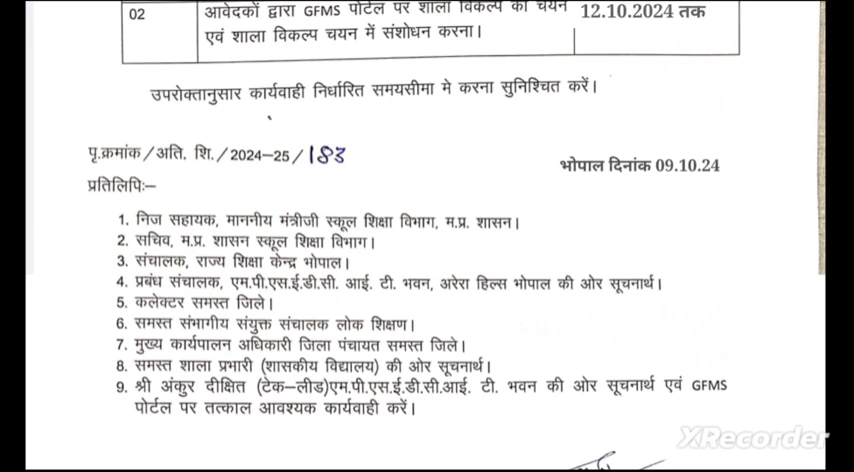 02 आवेदकों द्वारा GFMS पोर्टल पर शाला विकल्प का चयन 12.10.2024 तक
एवं शाला विकल्प चयन में संशोधन करना।
उपरोक्तानुसार कार्यवाही निर्धारित समयसीमा मे करना सुनिश्चित करें।
पृ.क्रमांक/अति. शि./2024–25/183
भोपाल दिनांक 09.10.24
प्रतिलिपिः–
1. निज सहायक, माननीय मंत्रीजी स्कूल शिक्षा विभाग, म.प्र. शासन।
2. सचिव, म.प्र. शासन स्कूल शिक्षा विभाग।
3. संचालक, राज्य शिक्षा केन्द्र भोपाल।
4. प्रबंध संचालक, एम.पी.एस.ई.डी.सी. आई. टी. भवन, अरेरा हिल्स भोपाल की ओर सूचनार्थ।
5. कलेक्टर समस्त जिले।
6. समस्त संभागीय संयुक्त संचालक लोक शिक्षण।
7. मुख्य कार्यपालन अधिकारी जिला पंचायत समस्त जिले।
8. समस्त शाला प्रभारी (शासकीय विद्यालय) की ओर सूचनार्थ।
9. श्री अंकुर दीक्षित (टेक–लीड)एम.पी.एस.ई.डी.सी.आई. टी. भवन की ओर सूचनार्थ एवं GFMS
पोर्टल पर तत्काल आवश्यक कार्यवाही करें।
XRecorder